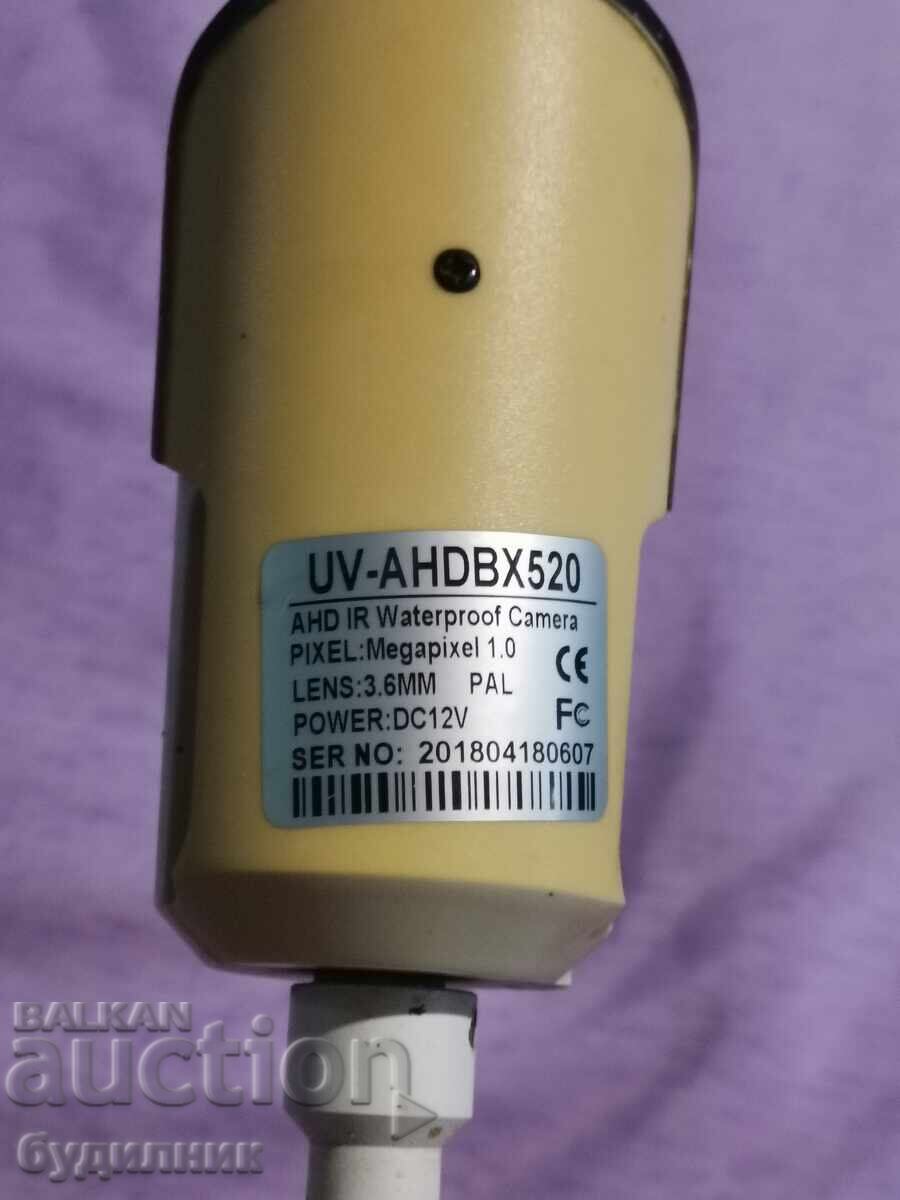 UV-AHDBX520
AHD IR Waterproof Camera
PIXEL:Megapixel 1.0
LENS:3.6MM PAL CE
POWER:DC12V FC
SER NO: 201804180607
BALKAN
auction
будилник